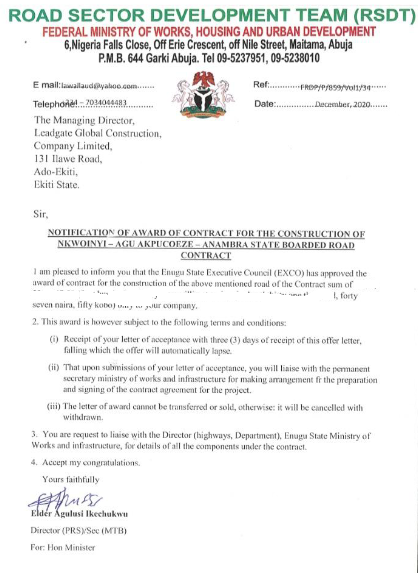 ROAD SECTOR DEVELOPMENT TEAM (RSDT)
FEDERAL MINISTRY OF WORKS, HOUSING AND URBAN DEVELOPMENT
6,Nigeria Falls Close, Off Erie Crescent, off Nile Street, Maitama, Abuja
P.M.B. 644 Garki Abuja. Tel 09-5237951, 09-5238010
E mail:lawaltaud@yahoo.com.......
Ref:............FRDP/P/859/Vol1/34......
Telephone234 – 7034044483............
Date:...............December, 2020.......
The Managing Director,
Leadgate Global Construction,
Company Limited,
131 Ilawe Road,
Ado-Ekiti,
Ekiti State.
Sir,
NOTIFICATION OF AWARD OF CONTRACT FOR THE CONSTRUCTION OF
NKWOINYI – AGU AKPUCOEZE – ANAMBRA STATE BOARDED ROAD
CONTRACT
I am pleased to inform you that the Enugu State Executive Council (EXCO) has approved the
award of contract for the construction of the above mentioned road of the Contract sum of
forty
seven naira, fifty kobo) only to your company.
2. This award is however subject to the following terms and conditions:
(i) Receipt of your letter of acceptance with three (3) days of receipt of this offer letter,
failing which the offer will automatically lapse.
(ii) That upon submissions of your letter of acceptance, you will liaise with the permanent
secretary ministry of works and infrastructure for making arrangement fr the preparation
and signing of the contract agreement for the project.
(iii) The letter of award cannot be transferred or sold, otherwise: it will be cancelled with
withdrawn.
3. You are request to liaise with the Director (highways, Department), Enugu State Ministry of
Works and infrastructure, for details of all the components under the contract.
4. Accept my congratulations.
Yours faithfully
Elder Agulusi Ikechukwu
Director (PRS)/Sec (MTB)
For: Hon Minister